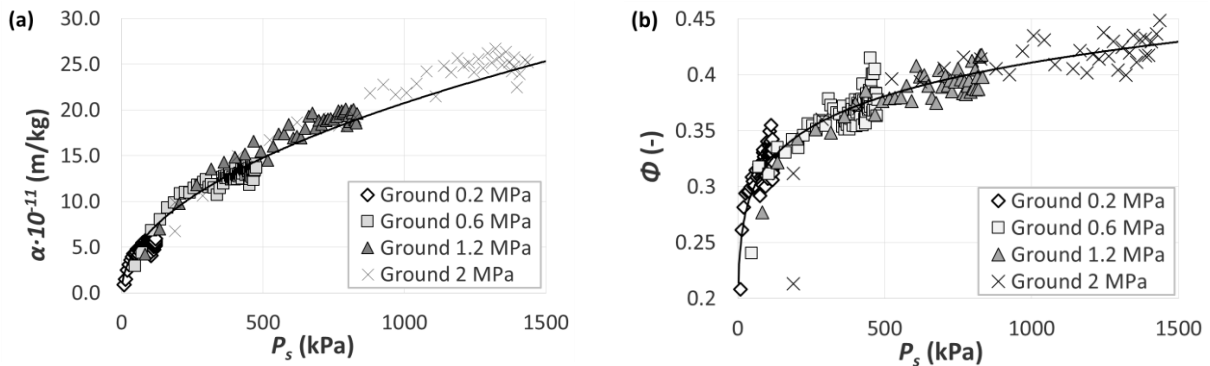 (a)
30.0
25.0
20.0
15.0
10.0
5.0
0.0
α·10⁻¹¹ (m/kg)
Ground 0.2 MPa
Ground 0.6 MPa
Ground 1.2 MPa
Ground 2 MPa
0 500 1000 1500
Pₛ (kPa)
(b)
0.45
0.4
0.35
0.3
0.25
0.2
Φ (-)
Ground 0.2 MPa
Ground 0.6 MPa
Ground 1.2 MPa
Ground 2 MPa
0 500 1000 1500
Pₛ (kPa)